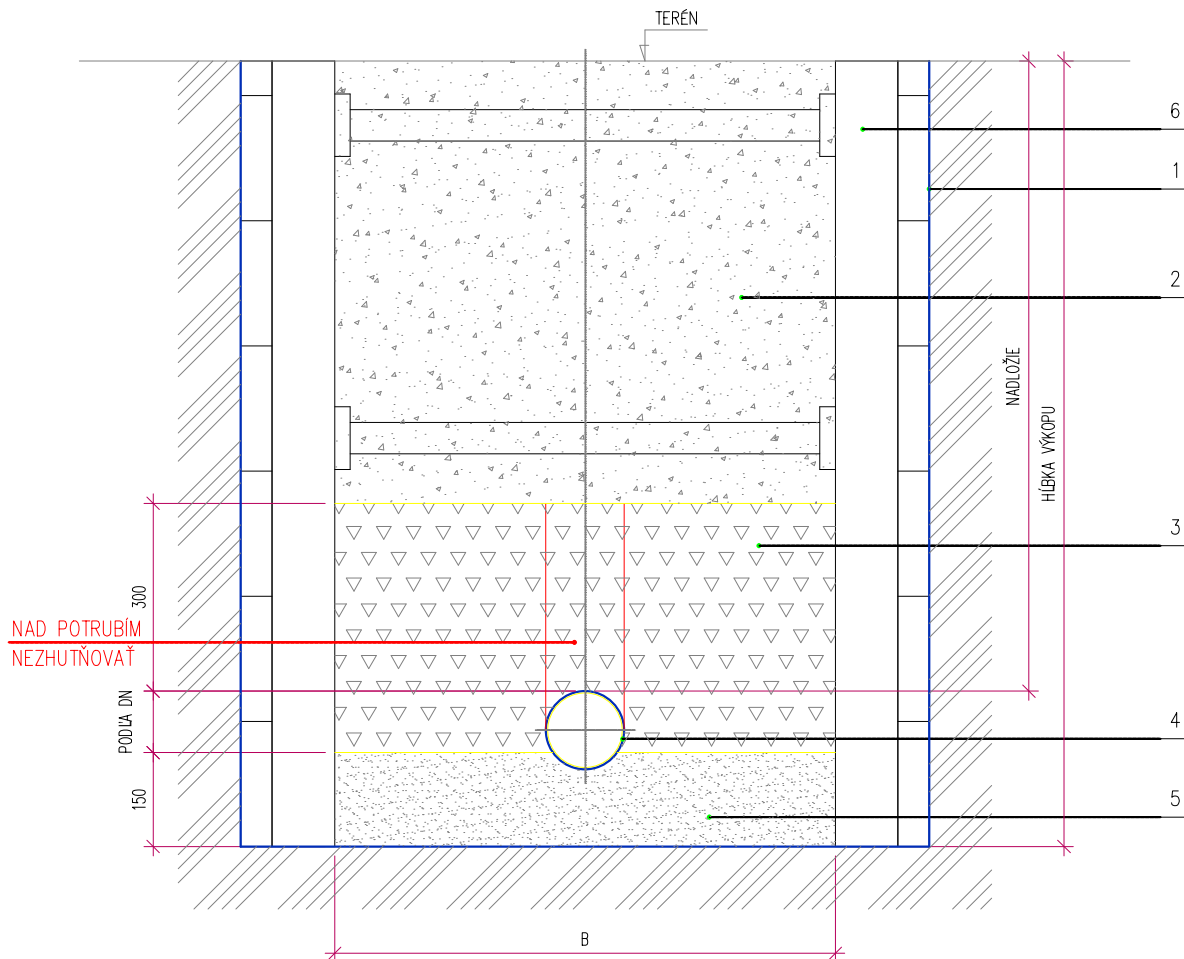 TERÉN
6
1
2
NADLOŽIE
HĹBKA VÝKOPU
3
300
NAD POTRUBÍM
NEZHUTŇOVAŤ
PODĽA DN
4
150
5
B